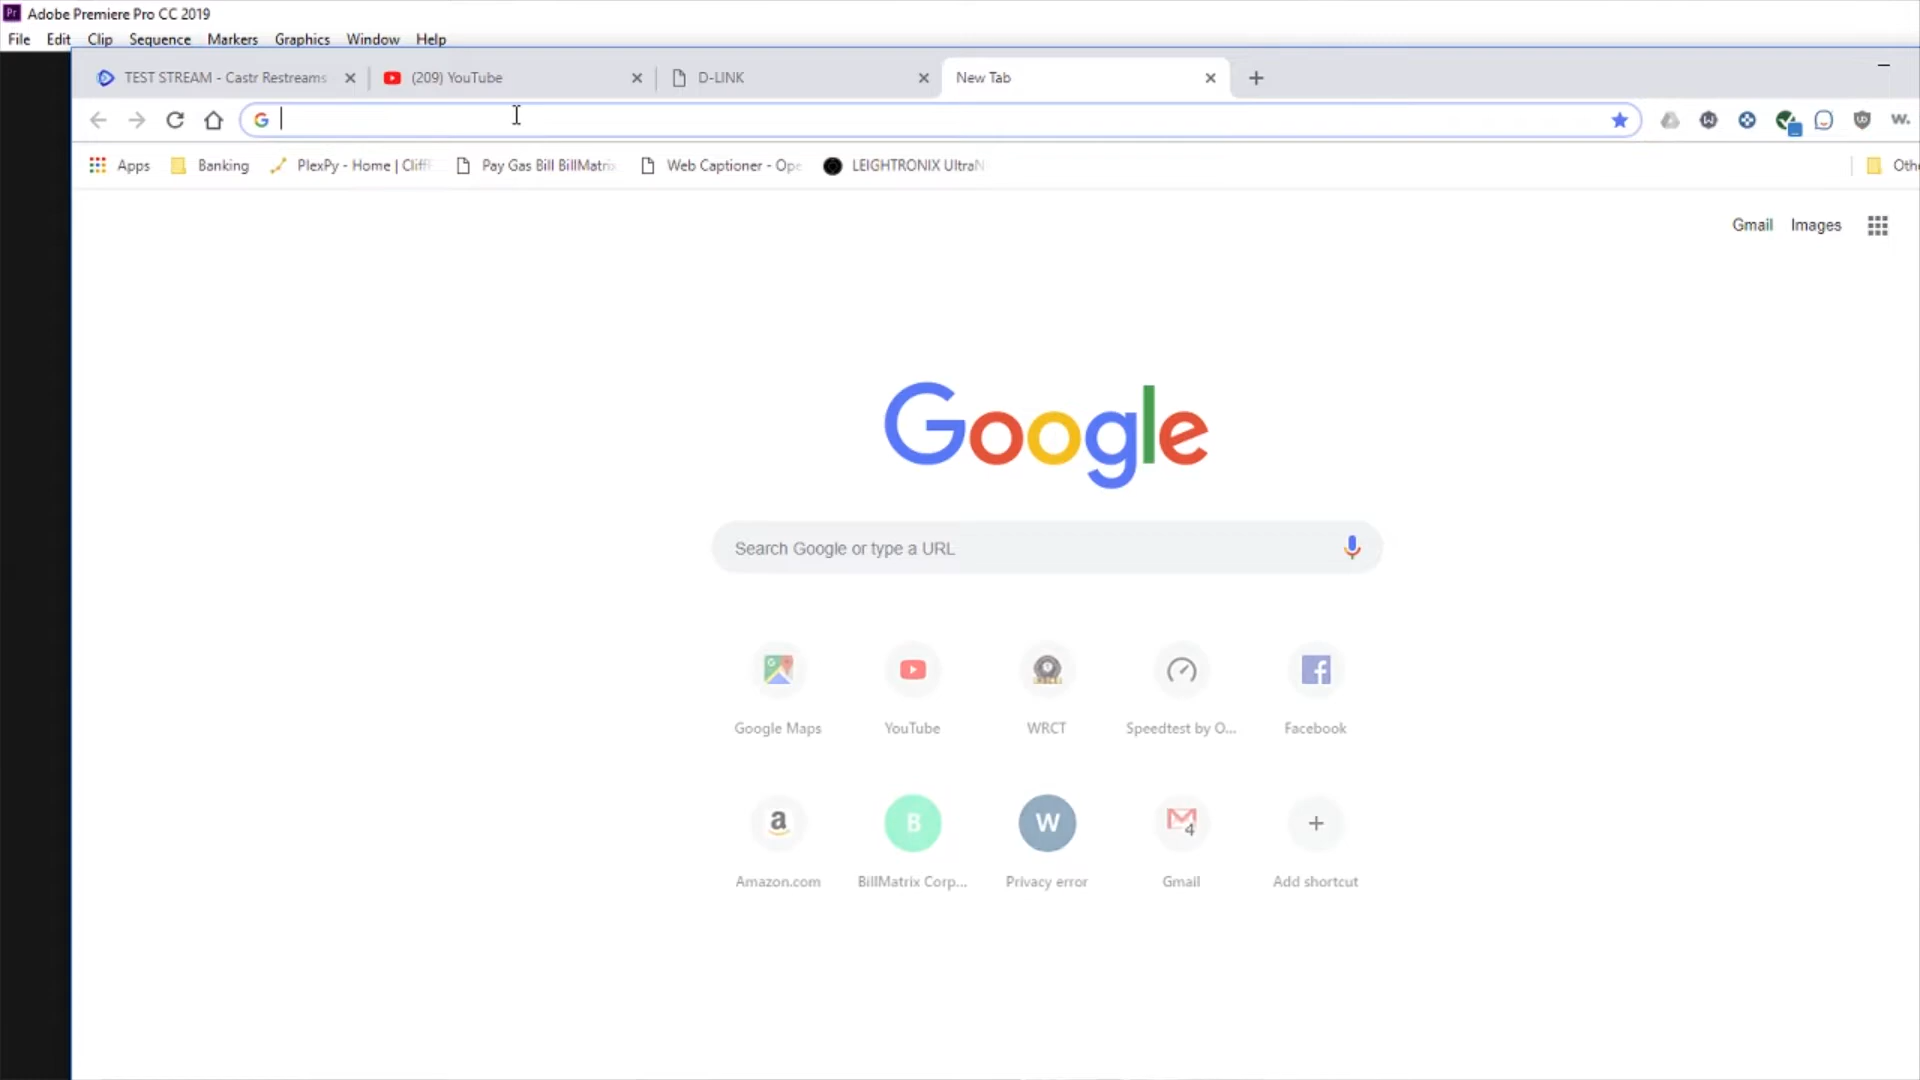 Adobe Premiere Pro CC 2019
File Edit Clip Sequence Markers Graphics Window Help
TEST STREAM - Castr Restreams (209) YouTube D-LINK New Tab
Apps Banking PlexPy - Home | Cliff Pay Gas Bill BillMatrix Web Captioner - Ope LEIGHTRONIX UltraN Othe
Gmail Images
Google
Search Google or type a URL
Google Maps YouTube WRCT Speedtest by O... Facebook
a B W 4
Amazon.com BillMatrix Corp... Privacy error Gmail Add shortcut